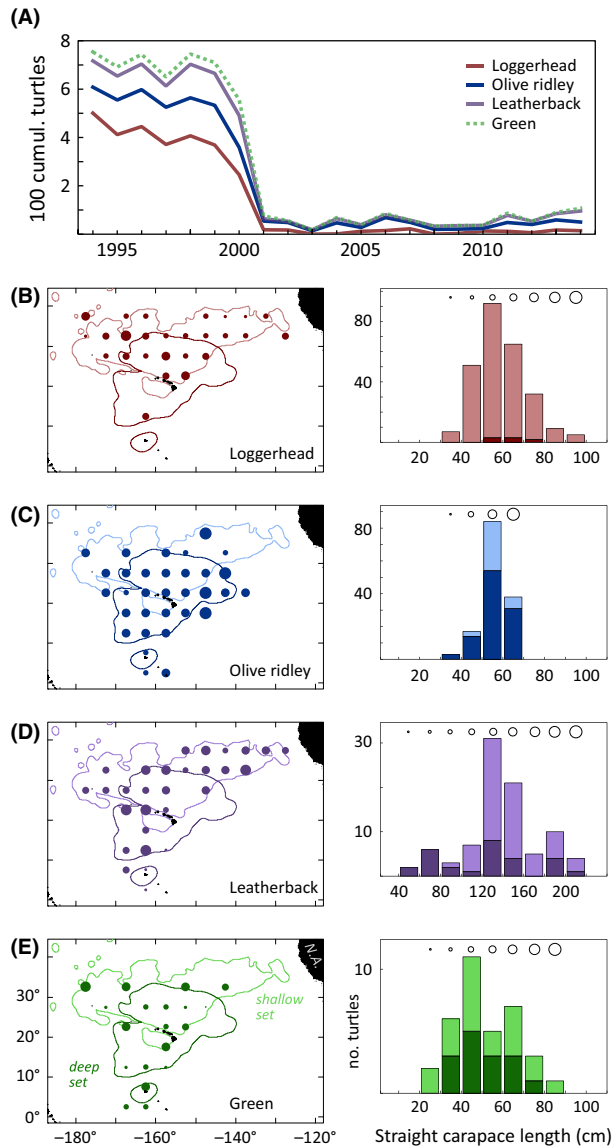 (A)
8
6
4
2
100 cumul. turtles
Loggerhead
Olive ridley
Leatherback
Green
1995 2000 2005 2010
(B)
Loggerhead
80
40
20 40 60 80 100
(C)
Olive ridley
80
40
20 40 60 80 100
(D)
Leatherback
30
10
40 80 120 160 200
(E)
N.A.
30°
20°
10°
0°
shallow
set
deep
set
Green
−180° −160° −140° −120°
10
no. turtles
20 40 60 80 100
Straight carapace length (cm)